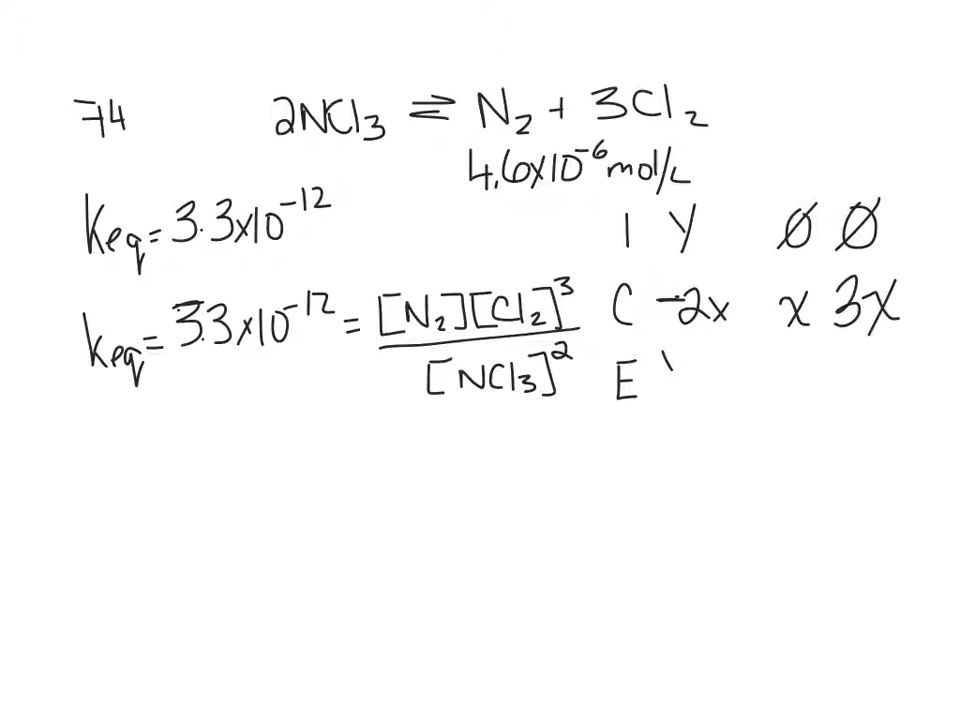 74 2NCl3 ⇌ N2 + 3Cl2
4.6x10^-6 mol/L
Keq = 3.3x10^-12
I Y Ø Ø
Keq = 3.3x10^-12 = [N2][Cl2]^3 / [NCl3]^2
C -2x x 3x
E \